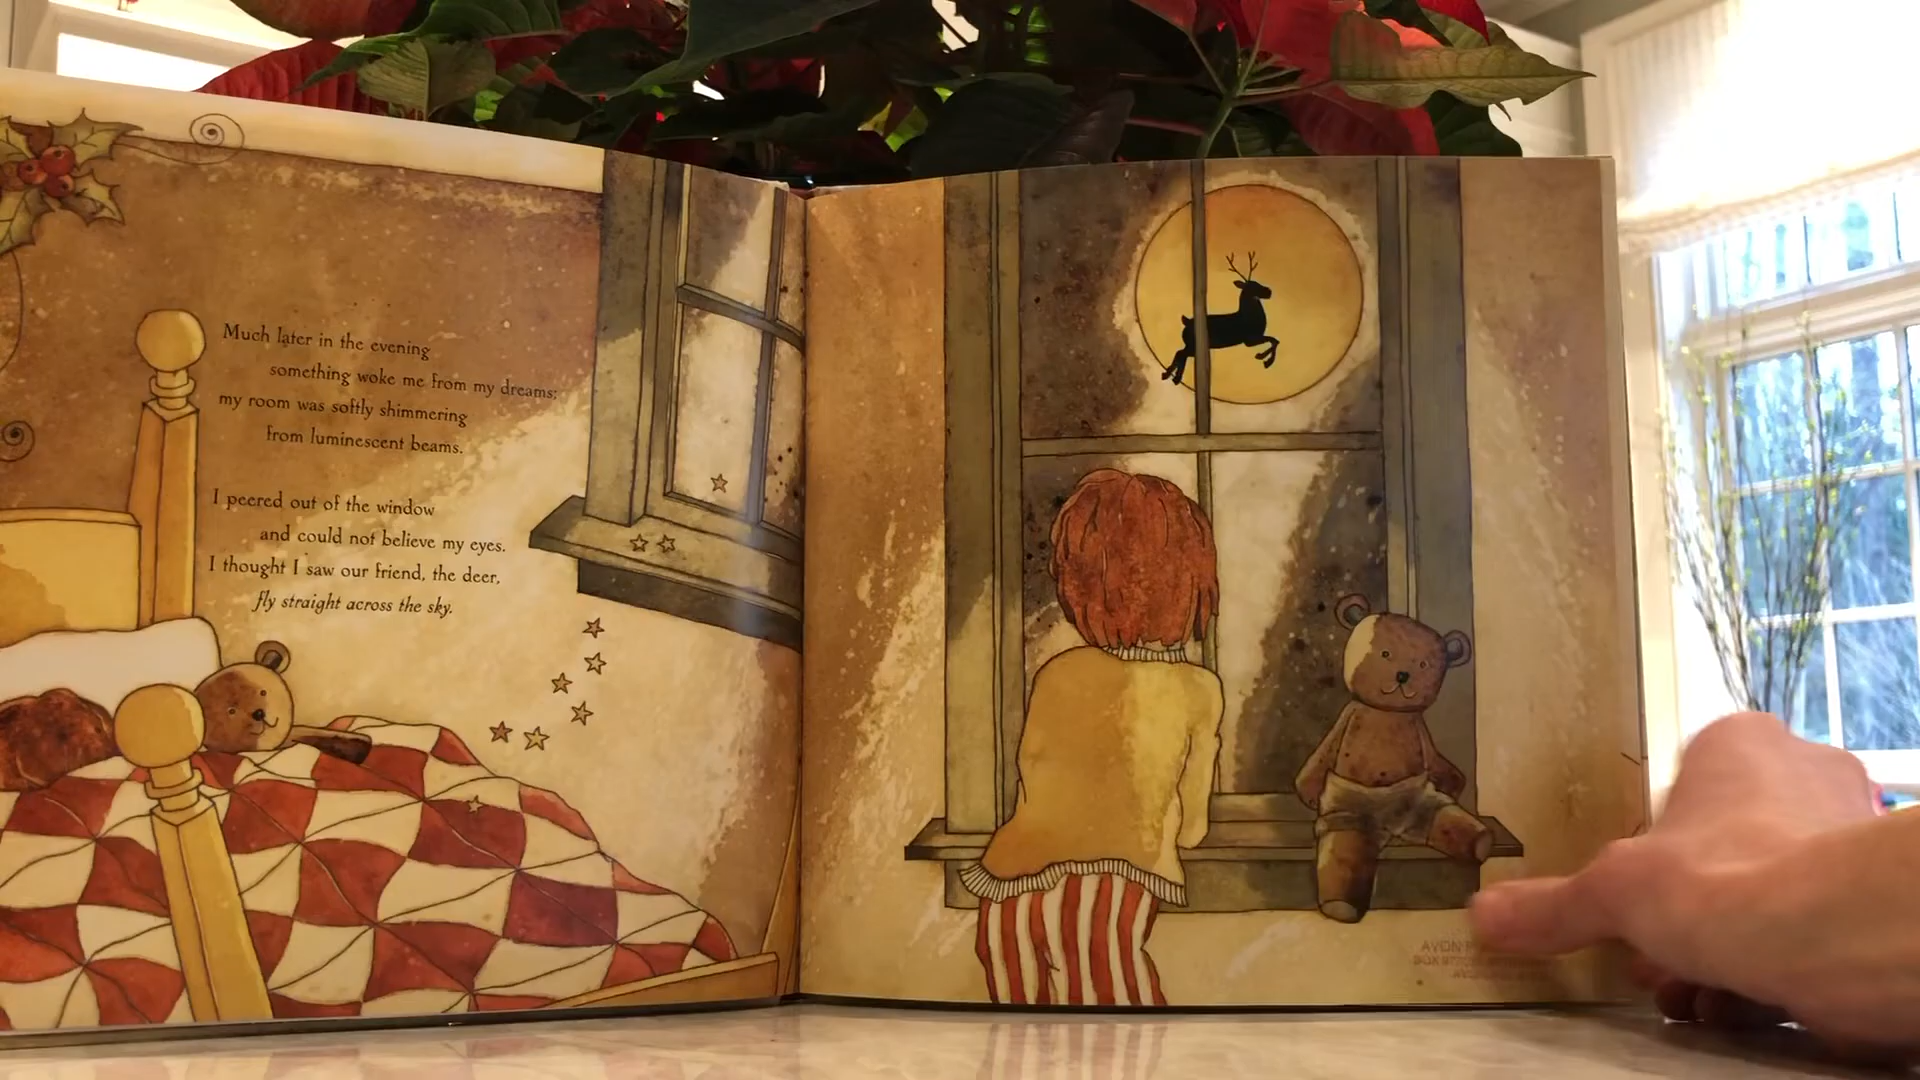 Much later in the evening
something woke me from my dreams;
my room was softly shimmering
from luminescent beams.
I peered out of the window
and could not believe my eyes.
I thought I saw our friend, the deer,
fly straight across the sky.
AVON
BOX